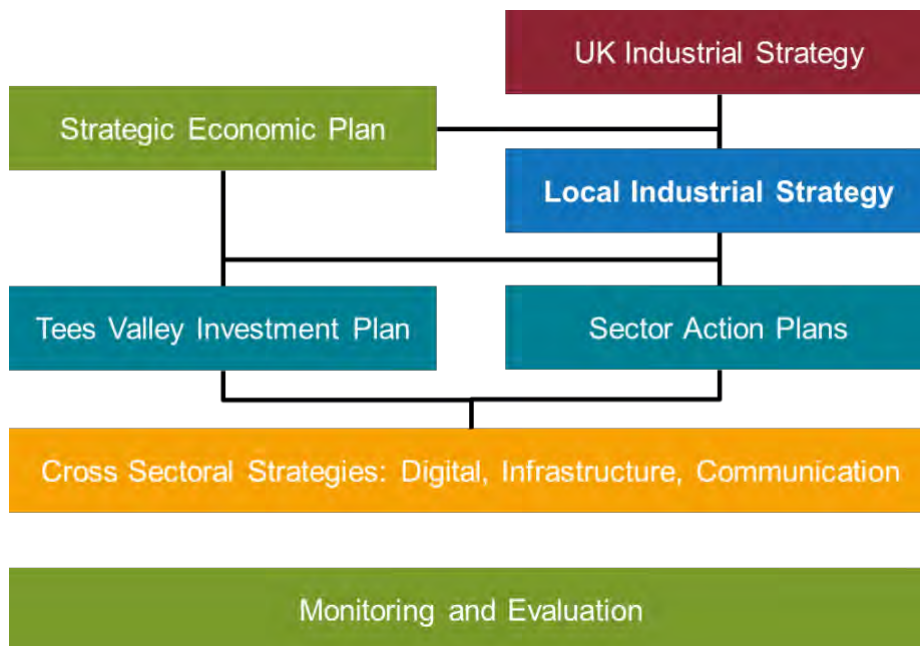 UK Industrial Strategy
Strategic Economic Plan
Local Industrial Strategy
Tees Valley Investment Plan
Sector Action Plans
Cross Sectoral Strategies: Digital, Infrastructure, Communication
Monitoring and Evaluation